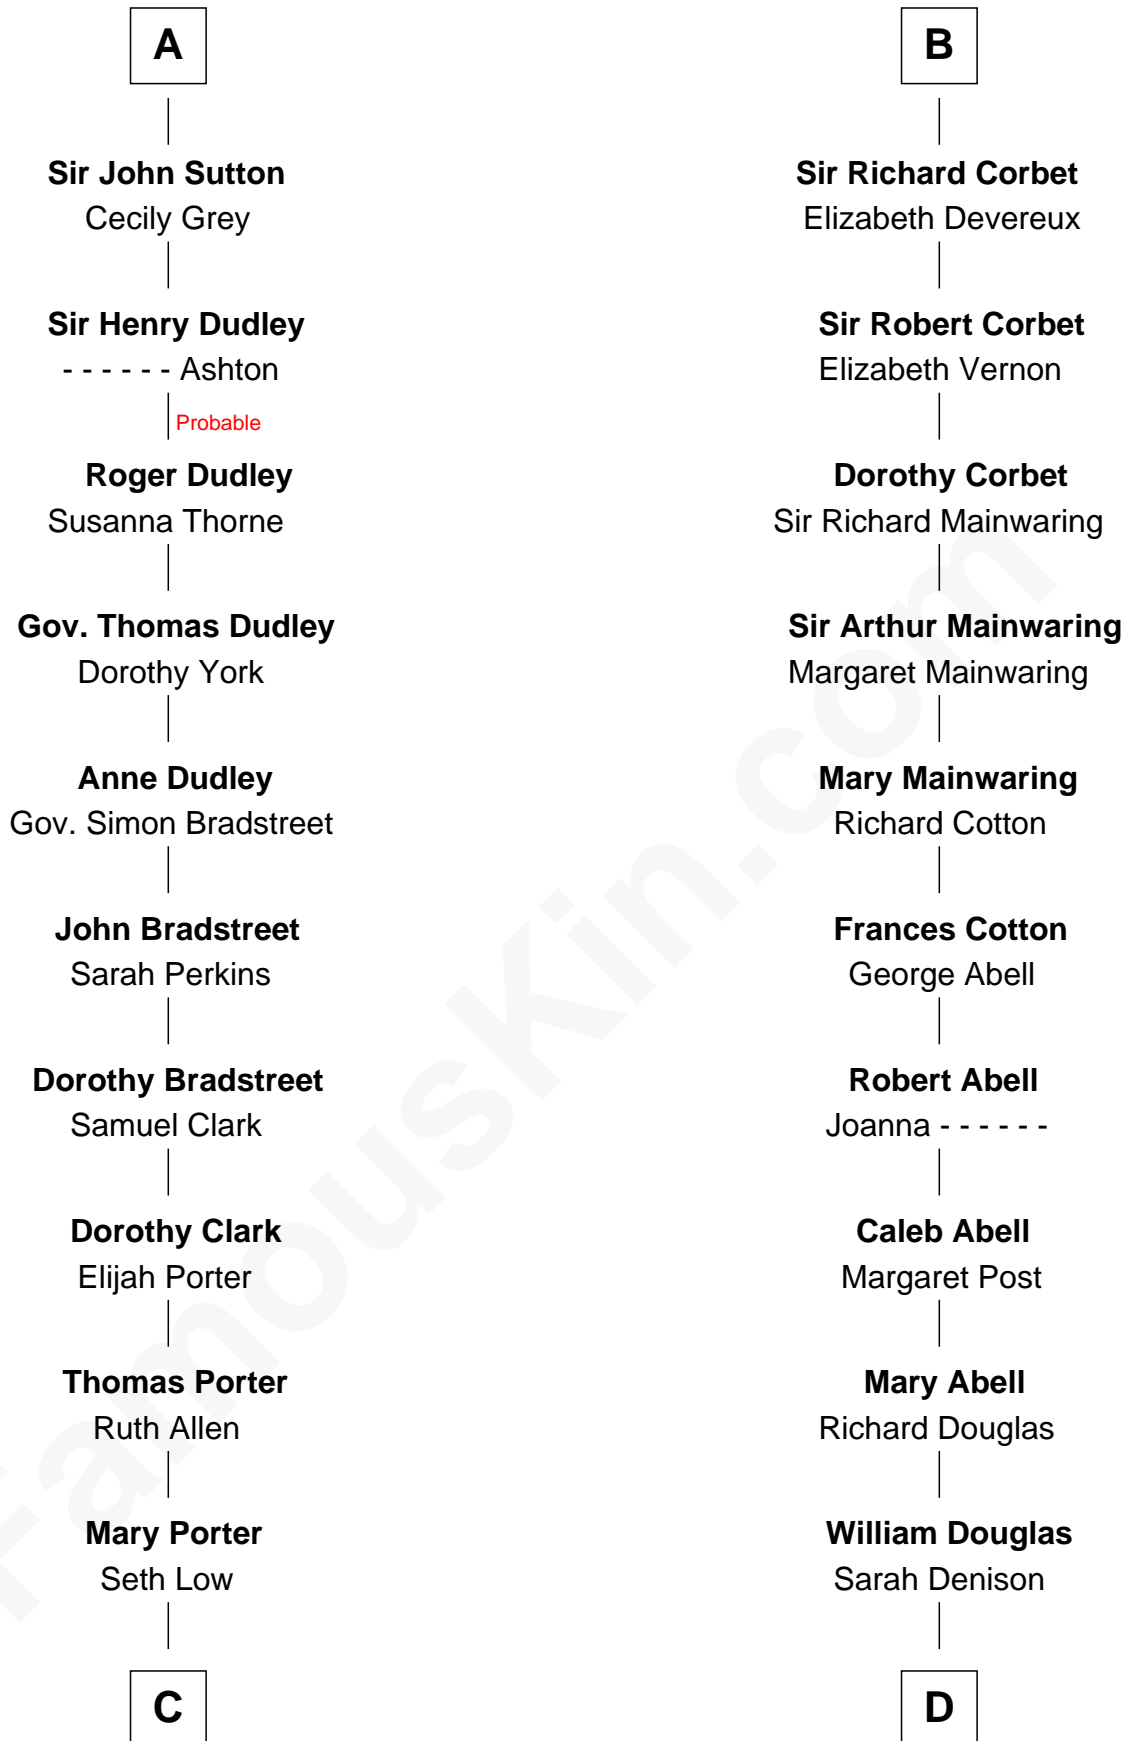 A
Sir John Sutton
Cecily Grey
Sir Henry Dudley
- - - - - - Ashton
Probable
Roger Dudley
Susanna Thorne
Gov. Thomas Dudley
Dorothy York
Anne Dudley
Gov. Simon Bradstreet
John Bradstreet
Sarah Perkins
Dorothy Bradstreet
Samuel Clark
Dorothy Clark
Elijah Porter
Thomas Porter
Ruth Allen
Mary Porter
Seth Low
C
B
Sir Richard Corbet
Elizabeth Devereux
Sir Robert Corbet
Elizabeth Vernon
Dorothy Corbet
Sir Richard Mainwaring
Sir Arthur Mainwaring
Margaret Mainwaring
Mary Mainwaring
Richard Cotton
Frances Cotton
George Abell
Robert Abell
Joanna - - - - - -
Caleb Abell
Margaret Post
Mary Abell
Richard Douglas
William Douglas
Sarah Denison
D
FamousKin.com